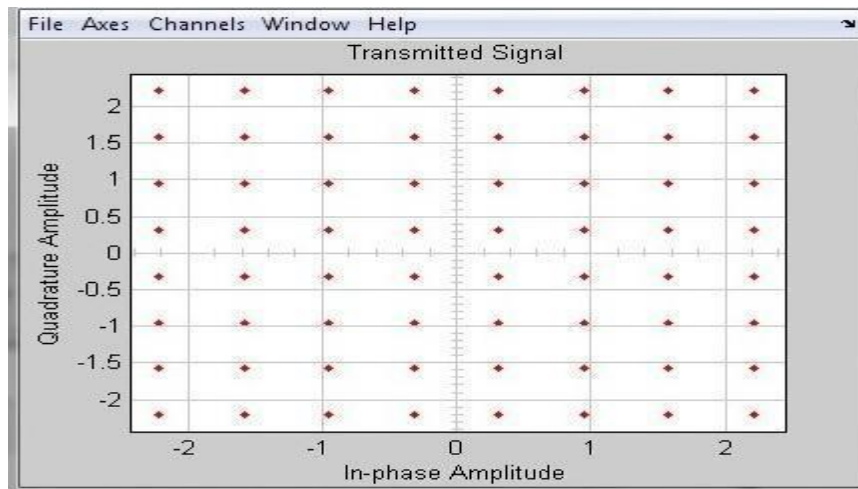 File Axes Channels Window Help
Transmitted Signal
Quadrature Amplitude
2
1.5
1
0.5
0
-0.5
-1
-1.5
-2
-2 -1 0 1 2
In-phase Amplitude